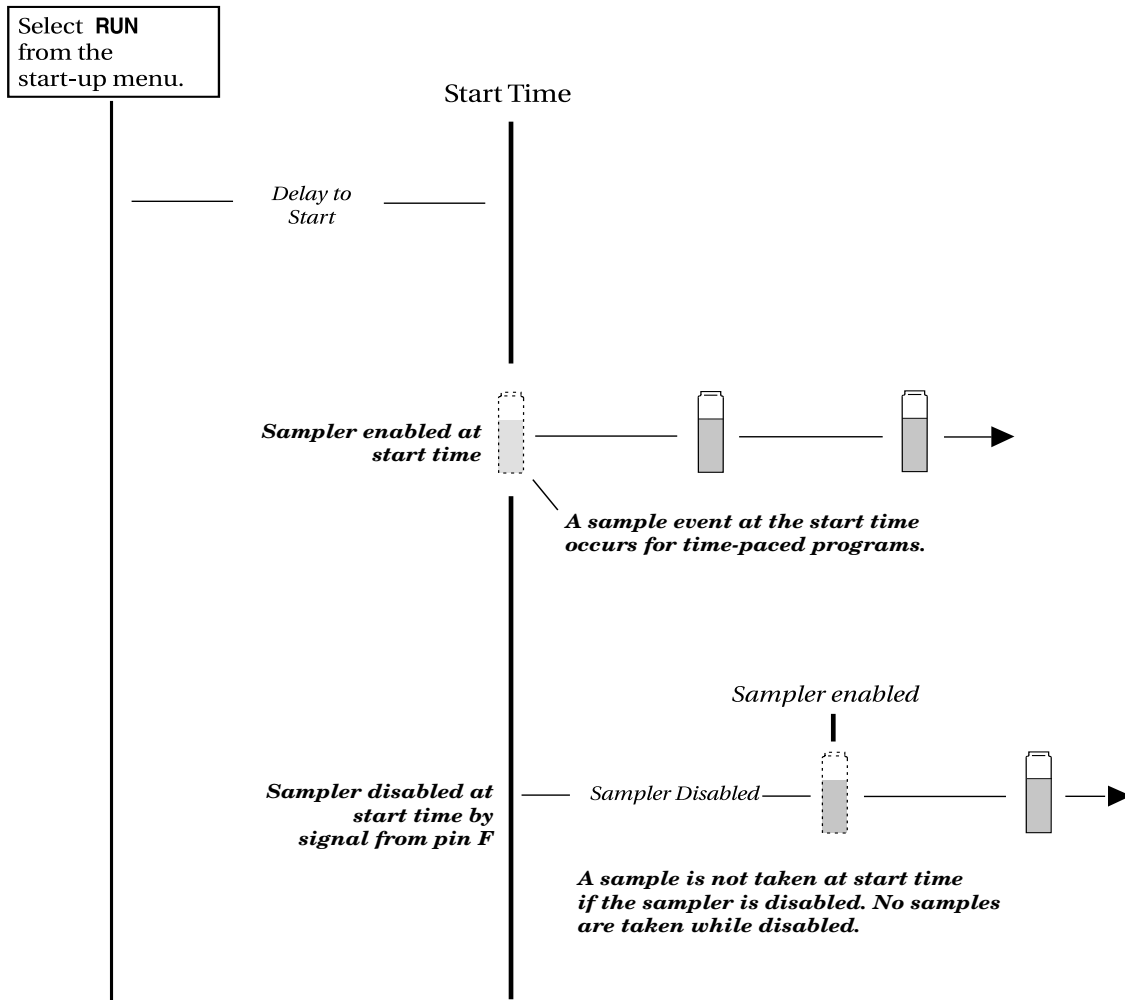 Select RUN
from the
start-up menu.
Start Time
Delay to
Start
Sampler enabled at
start time
A sample event at the start time
occurs for time-paced programs.
Sampler enabled
Sampler disabled at
start time by
signal from pin F
Sampler Disabled
A sample is not taken at start time
if the sampler is disabled. No samples
are taken while disabled.